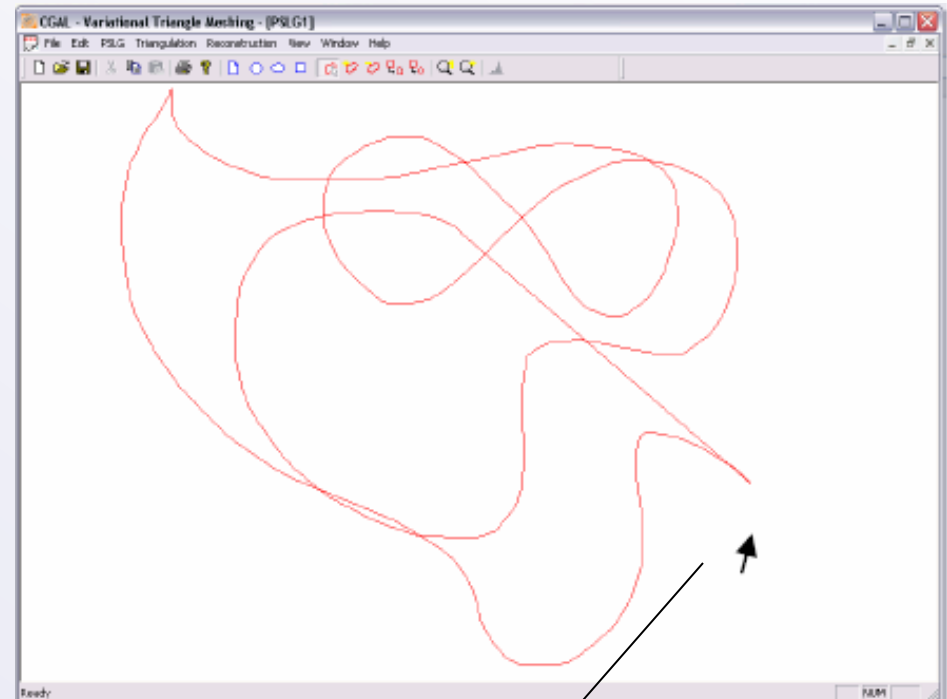 CGAL - Variational Triangle Meshing - [PSLG1]
File Edit PSLG Triangulation Reconstruction View Window Help
Ready NUM